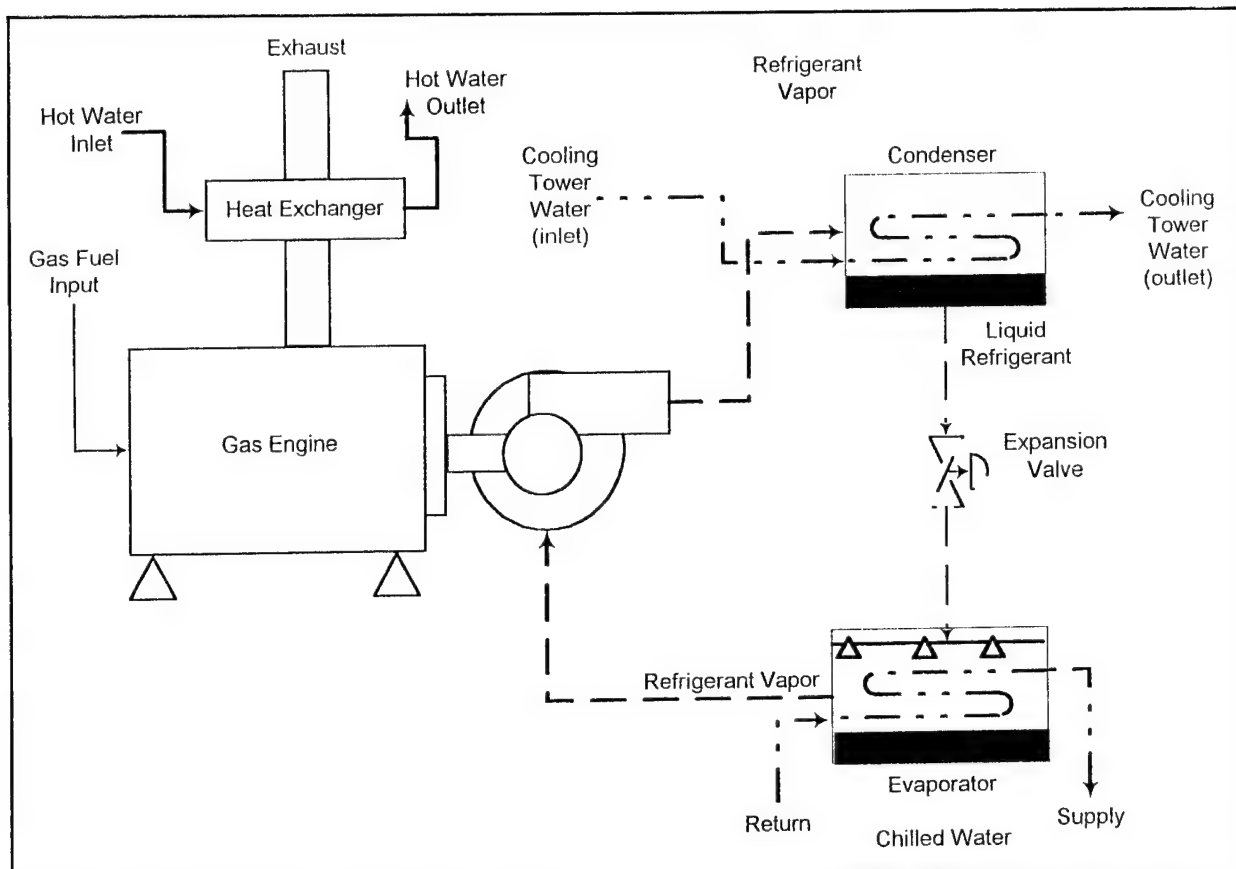 Exhaust
Hot Water
Outlet
Hot Water
Inlet
Heat Exchanger
Gas Fuel
Input
Gas Engine
Refrigerant
Vapor
Cooling
Tower
Water
(inlet)
Condenser
Cooling
Tower
Water
(outlet)
Liquid
Refrigerant
Expansion
Valve
Refrigerant Vapor
Evaporator
Return
Supply
Chilled Water